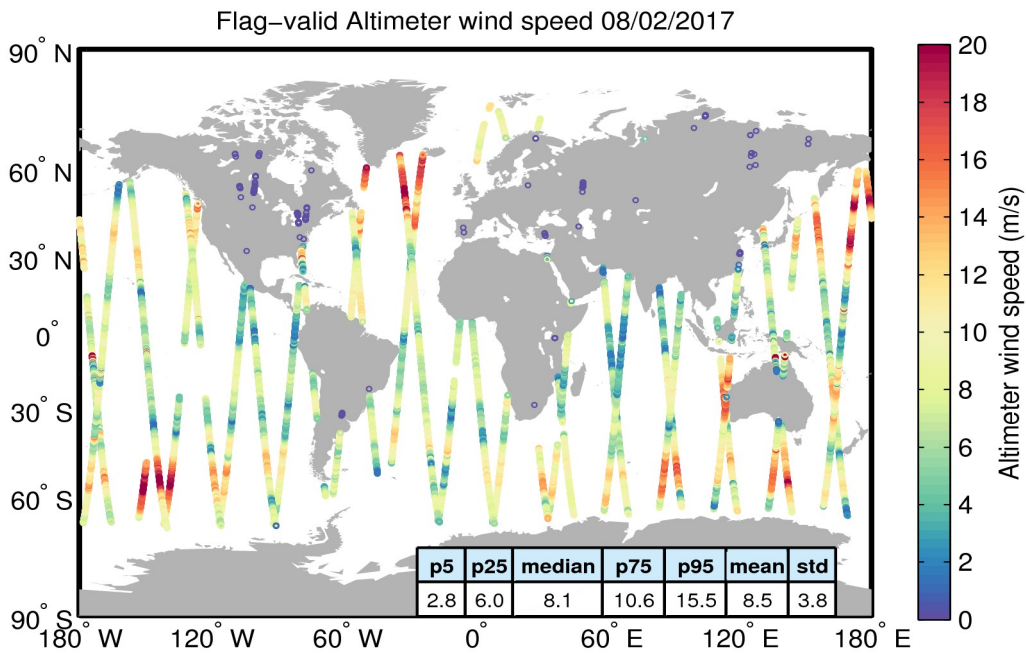 Flag−valid Altimeter wind speed 08/02/2017
90° N
60° N
30° N
0°
30° S
60° S
90° S
180° W
120° W
60° W
0°
60° E
120° E
180° E
p5 p25 median p75 p95 mean std
2.8 6.0 8.1 10.6 15.5 8.5 3.8
20
18
16
14
12
10
8
6
4
2
0
Altimeter wind speed (m/s)